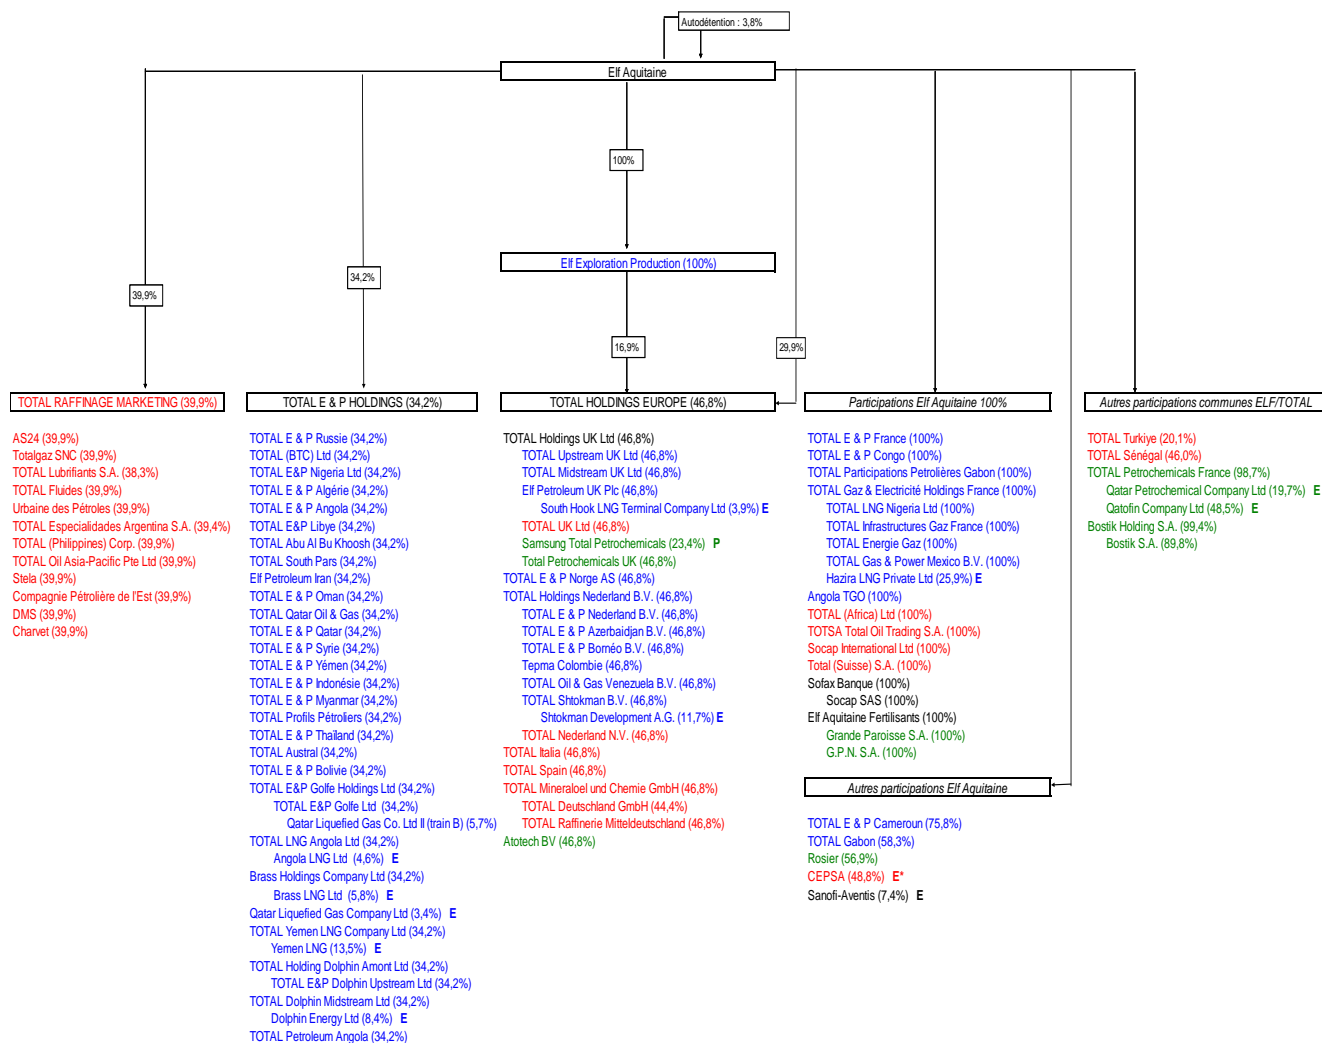 Autodétention : 3,8%
Elf Aquitaine
100%
Elf Exploration Production (100%)
34,2%
39,9%
16,9%
29,9%
TOTAL RAFFINAGE MARKETING (39,9%)
AS24 (39,9%)
Totalgaz SNC (39,9%)
TOTAL Lubrifiants S.A. (38,3%)
TOTAL Fluides (39,9%)
Urbaine des Pétroles (39,9%)
TOTAL Especialidades Argentina S.A. (39,4%)
TOTAL (Philippines) Corp. (39,9%)
TOTAL Oil Asia-Pacific Pte Ltd (39,9%)
Stela (39,9%)
Compagnie Pétrolière de l'Est (39,9%)
DMS (39,9%)
Charvet (39,9%)
TOTAL E & P HOLDINGS (34,2%)
TOTAL E & P Russie (34,2%)
TOTAL (BTC) Ltd (34,2%)
TOTAL E&P Nigeria Ltd (34,2%)
TOTAL E & P Algérie (34,2%)
TOTAL E & P Angola (34,2%)
TOTAL E&P Libye (34,2%)
TOTAL Abu Al Bu Khoosh (34,2%)
TOTAL South Pars (34,2%)
Elf Petroleum Iran (34,2%)
TOTAL E & P Oman (34,2%)
TOTAL Qatar Oil & Gas (34,2%)
TOTAL E & P Qatar (34,2%)
TOTAL E & P Syrie (34,2%)
TOTAL E & P Yémen (34,2%)
TOTAL E & P Indonésie (34,2%)
TOTAL E & P Myanmar (34,2%)
TOTAL Profils Pétroliers (34,2%)
TOTAL E & P Thaïland (34,2%)
TOTAL Austral (34,2%)
TOTAL E & P Bolivie (34,2%)
TOTAL E&P Golfe Holdings Ltd (34,2%)
TOTAL E&P Golfe Ltd (34,2%)
Qatar Liquefied Gas Co. Ltd II (train B) (5,7%)
TOTAL LNG Angola Ltd (34,2%)
Angola LNG Ltd (4,6%) E
Brass Holdings Company Ltd (34,2%)
Brass LNG Ltd (5,8%) E
Qatar Liquefied Gas Company Ltd (3,4%) E
TOTAL Yemen LNG Company Ltd (34,2%)
Yemen LNG (13,5%) E
TOTAL Holding Dolphin Amont Ltd (34,2%)
TOTAL E&P Dolphin Upstream Ltd (34,2%)
TOTAL Dolphin Midstream Ltd (34,2%)
Dolphin Energy Ltd (8,4%) E
TOTAL Petroleum Angola (34,2%)
TOTAL HOLDINGS EUROPE (46,8%)
TOTAL Holdings UK Ltd (46,8%)
TOTAL Upstream UK Ltd (46,8%)
TOTAL Midstream UK Ltd (46,8%)
Elf Petroleum UK Plc (46,8%)
South Hook LNG Terminal Company Ltd (3,9%) E
TOTAL UK Ltd (46,8%)
Samsung Total Petrochemicals (23,4%) P
Total Petrochemicals UK (46,8%)
TOTAL E & P Norge AS (46,8%)
TOTAL Holdings Nederland B.V. (46,8%)
TOTAL E & P Nederland B.V. (46,8%)
TOTAL E & P Azerbaidjan B.V. (46,8%)
TOTAL E & P Bornéo B.V. (46,8%)
Tepma Colombie (46,8%)
TOTAL Oil & Gas Venezuela B.V. (46,8%)
TOTAL Shtokman B.V. (46,8%)
Shtokman Development A.G. (11,7%) E
TOTAL Nederland N.V. (46,8%)
TOTAL Italia (46,8%)
TOTAL Spain (46,8%)
TOTAL Mineraloel und Chemie GmbH (46,8%)
TOTAL Deutschland GmbH (44,4%)
TOTAL Raffinerie Mitteldeutschland (46,8%)
Atotech BV (46,8%)
Participations Elf Aquitaine 100%
TOTAL E & P France (100%)
TOTAL E & P Congo (100%)
TOTAL Participations Petrolières Gabon (100%)
TOTAL Gaz & Electricité Holdings France (100%)
TOTAL LNG Nigeria Ltd (100%)
TOTAL Infrastructures Gaz France (100%)
TOTAL Energie Gaz (100%)
TOTAL Gas & Power Mexico B.V. (100%)
Hazira LNG Private Ltd (25,9%) E
Angola TGO (100%)
TOTAL (Africa) Ltd (100%)
TOTSA Total Oil Trading S.A. (100%)
Socap International Ltd (100%)
Total (Suisse) S.A. (100%)
Sofax Banque (100%)
Socap SAS (100%)
Elf Aquitaine Fertilisants (100%)
Grande Paroisse S.A. (100%)
G.P.N. S.A. (100%)
Autres participations Elf Aquitaine
TOTAL E & P Cameroun (75,8%)
TOTAL Gabon (58,3%)
Rosier (56,9%)
CEPSA (48,8%) E*
Sanofi-Aventis (7,4%) E
Autres participations communes ELF/TOTAL
TOTAL Turkiye (20,1%)
TOTAL Sénégal (46,0%)
TOTAL Petrochemicals France (98,7%)
Qatar Petrochemical Company Ltd (19,7%) E
Qatofin Company Ltd (48,5%) E
Bostik Holding S.A. (99,4%)
Bostik S.A. (89,8%)